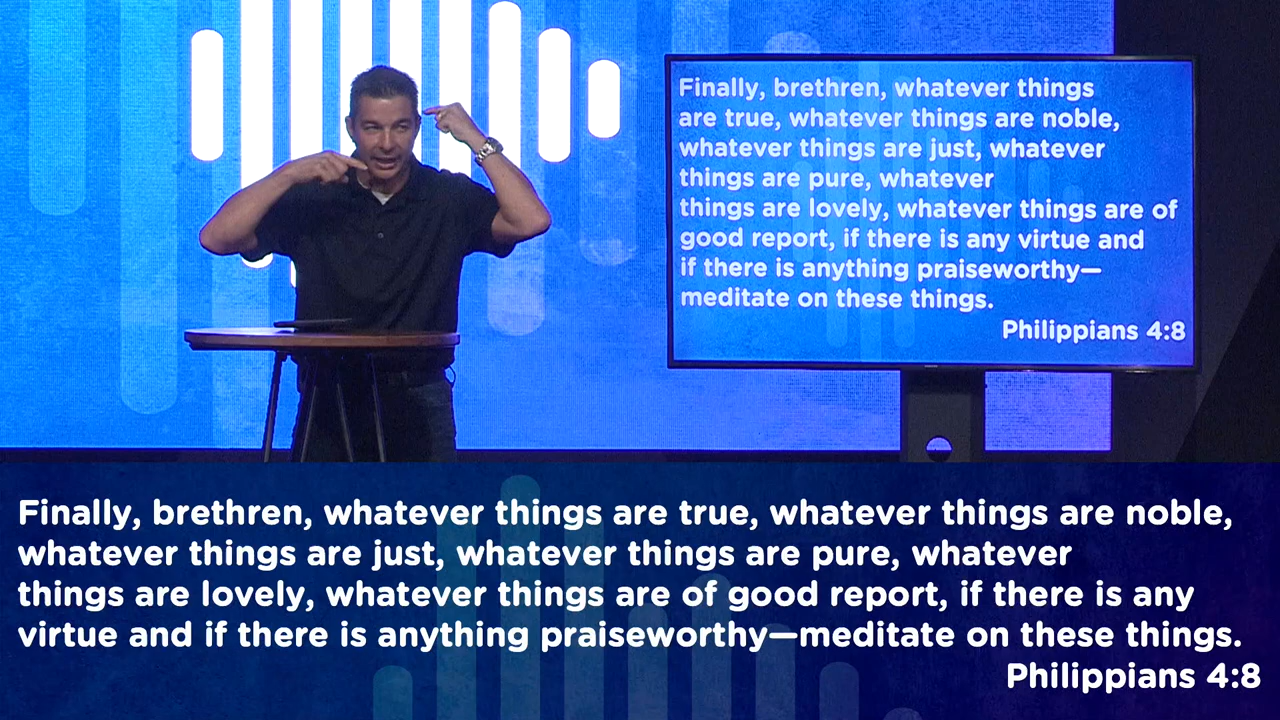 Finally, brethren, whatever things
are true, whatever things are noble,
whatever things are just, whatever
things are pure, whatever
things are lovely, whatever things are of
good report, if there is any virtue and
if there is anything praiseworthy—
meditate on these things.
Philippians 4:8
Finally, brethren, whatever things are true, whatever things are noble,
whatever things are just, whatever things are pure, whatever
things are lovely, whatever things are of good report, if there is any
virtue and if there is anything praiseworthy—meditate on these things.
Philippians 4:8